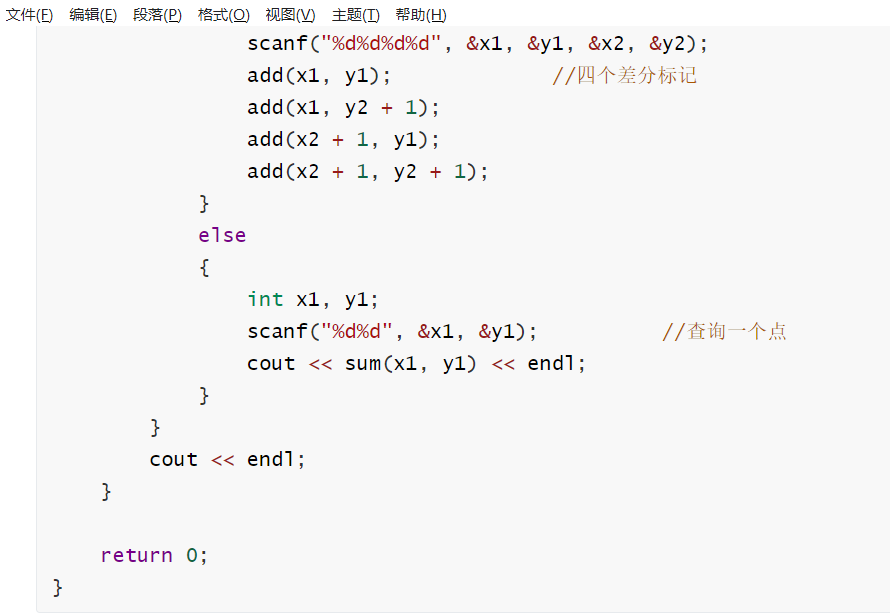 文件(F) 编辑(E) 段落(P) 格式(O) 视图(V) 主题(T) 帮助(H)
scanf("%d%d%d%d", &x1, &y1, &x2, &y2);
add(x1, y1); //四个差分标记
add(x1, y2 + 1);
add(x2 + 1, y1);
add(x2 + 1, y2 + 1);
}
else
{
int x1, y1;
scanf("%d%d", &x1, &y1); //查询一个点
cout << sum(x1, y1) << endl;
}
}
cout << endl;
}
return 0;
}